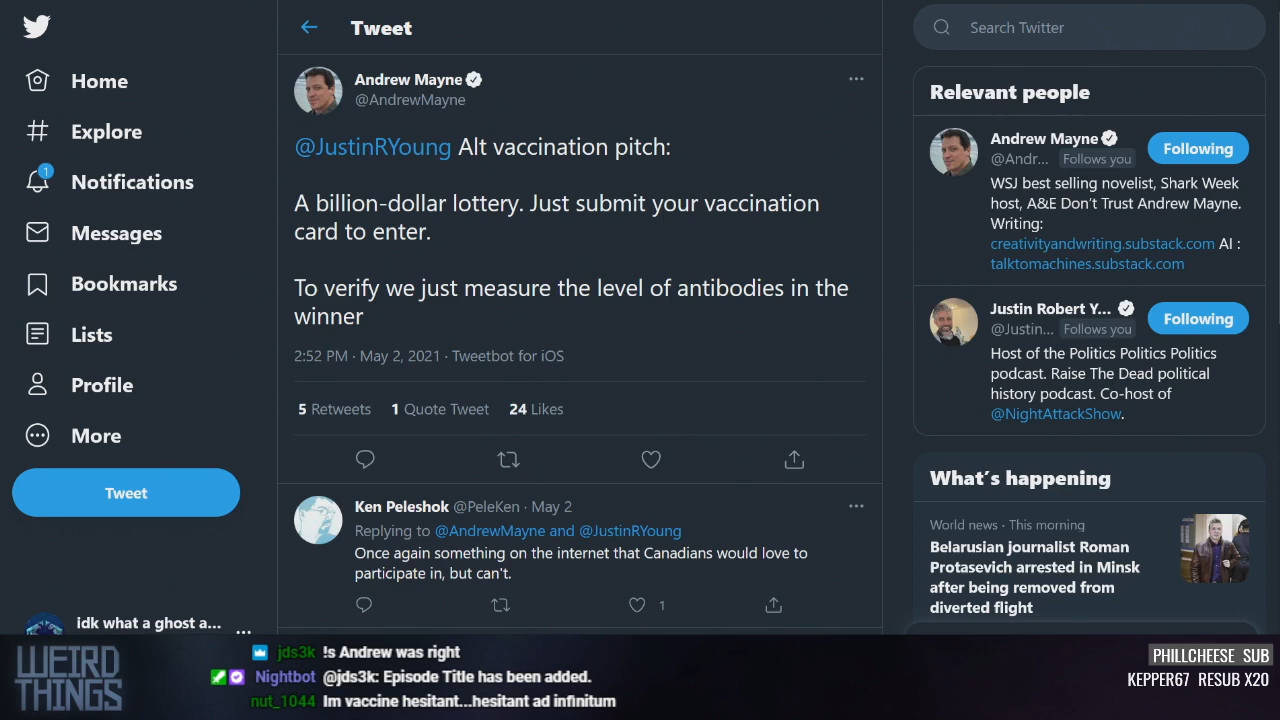 Home
Explore
1
Notifications
Messages
Bookmarks
Lists
Profile
More
Tweet
idk what a ghost a...
Tweet
Andrew Mayne
@AndrewMayne
@JustinRYoung Alt vaccination pitch:
A billion-dollar lottery. Just submit your vaccination
card to enter.
To verify we just measure the level of antibodies in the
winner
2:52 PM · May 2, 2021 · Tweetbot for iOS
5 Retweets 1 Quote Tweet 24 Likes
Ken Peleshok @PeleKen · May 2
Replying to @AndrewMayne and @JustinRYoung
Once again something on the internet that Canadians would love to
participate in, but can't.
1
Search Twitter
Relevant people
Andrew Mayne
@Andr... Follows you
Following
WSJ best selling novelist, Shark Week
host, A&E Don’t Trust Andrew Mayne.
Writing:
creativityandwriting.substack.com AI :
talktomachines.substack.com
Justin Robert Y...
@Justin... Follows you
Following
Host of the Politics Politics Politics
podcast. Raise The Dead political
history podcast. Co-host of
@NightAttackShow.
What’s happening
World news · This morning
Belarusian journalist Roman
Protasevich arrested in Minsk
after being removed from
diverted flight
WEIRD
THINGS
jds3k !s Andrew was right
Nightbot @jds3k: Episode Title has been added.
nut_1044 Im vaccine hesitant...hesitant ad infinitum
PHILLCHEESE SUB
KEPPER67 RESUB X20